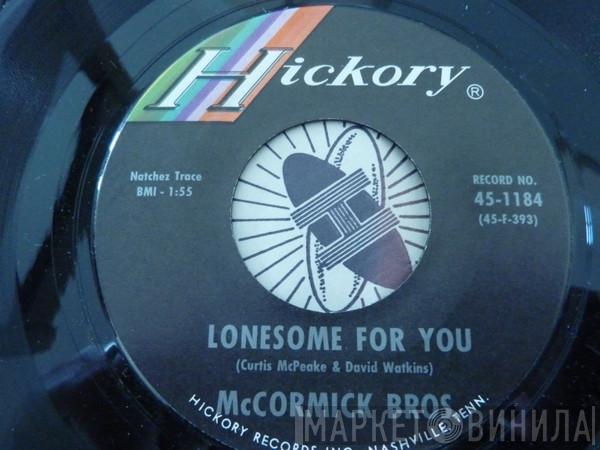 Hickory ®
Natchez Trace
BMI - 1:55
RECORD NO.
45-1184
(45-F-393)
LONESOME FOR YOU
(Curtis McPeake & David Watkins)
McCORMICK BROS.
HICKORY RECORDS INC. NASHVILLE, TENN.
МАРКЕТ ВИНИЛА